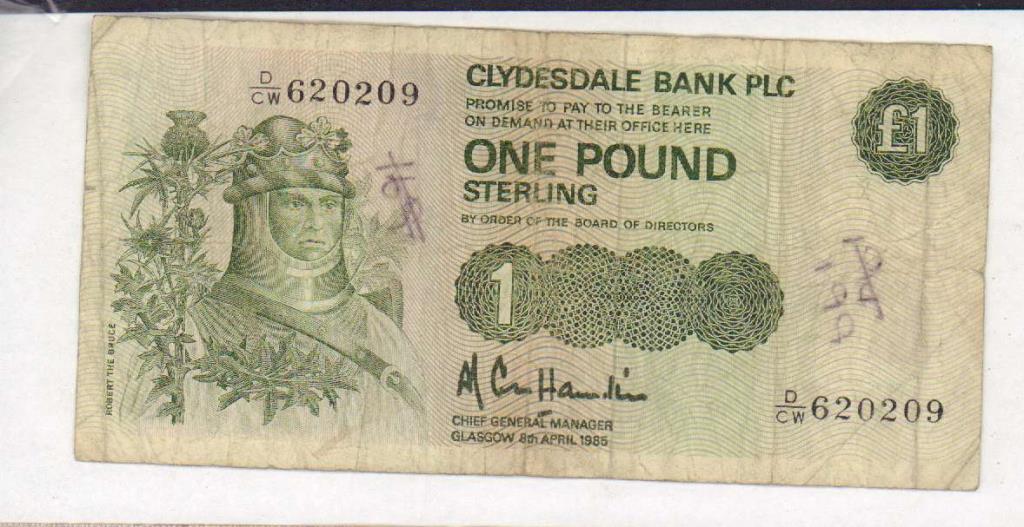 D/CW 620209
CLYDESDALE BANK PLC
PROMISE TO PAY TO THE BEARER
ON DEMAND AT THEIR OFFICE HERE
ONE POUND
STERLING
BY ORDER OF THE BOARD OF DIRECTORS
£1
1
ROBERT THE BRUCE
CHIEF GENERAL MANAGER
GLASGOW 8th APRIL 1985
D/CW 620209